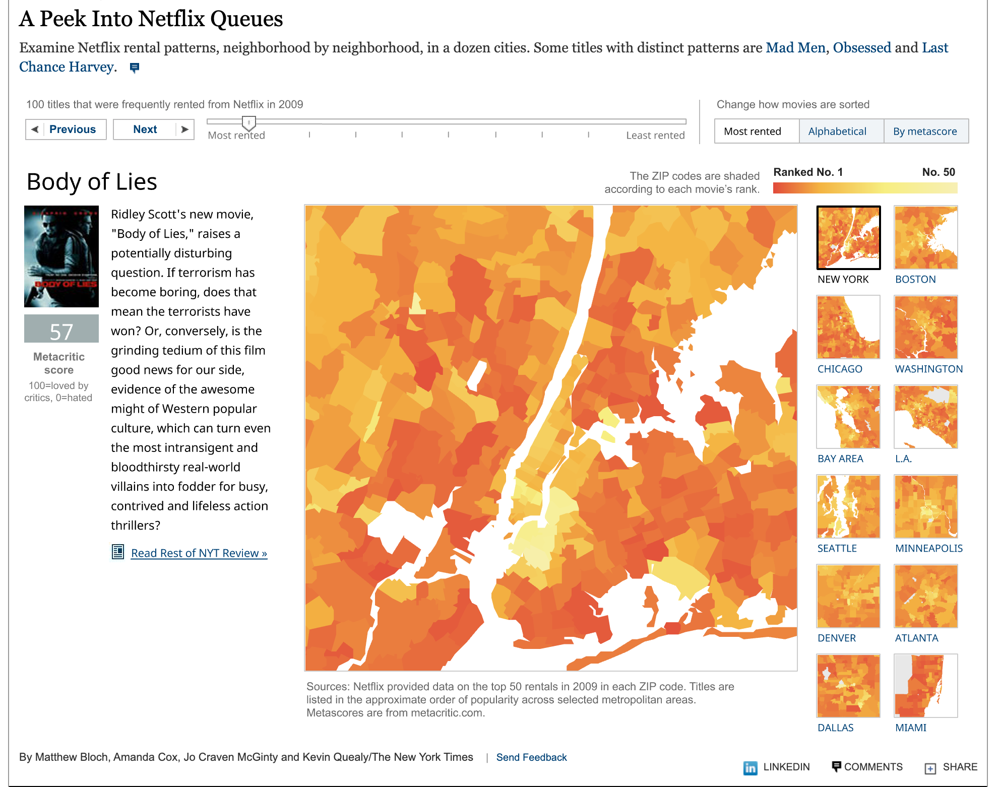 A Peek Into Netflix Queues
Examine Netflix rental patterns, neighborhood by neighborhood, in a dozen cities. Some titles with distinct patterns are Mad Men, Obsessed and Last
Chance Harvey.
100 titles that were frequently rented from Netflix in 2009
Change how movies are sorted
Previous
Next
Most rented
Least rented
Most rented
Alphabetical
By metascore
Body of Lies
The ZIP codes are shaded
according to each movie's rank.
Ranked No. 1
No. 50
BODY OF LIES
57
Metacritic
score
100=loved by
critics, 0=hated
Ridley Scott's new movie,
"Body of Lies," raises a
potentially disturbing
question. If terrorism has
become boring, does that
mean the terrorists have
won? Or, conversely, is the
grinding tedium of this film
good news for our side,
evidence of the awesome
might of Western popular
culture, which can turn even
the most intransigent and
bloodthirsty real-world
villains into fodder for busy,
contrived and lifeless action
thrillers?
Read Rest of NYT Review »
NEW YORK
BOSTON
CHICAGO
WASHINGTON
BAY AREA
L.A.
SEATTLE
MINNEAPOLIS
DENVER
ATLANTA
DALLAS
MIAMI
Sources: Netflix provided data on the top 50 rentals in 2009 in each ZIP code. Titles are
listed in the approximate order of popularity across selected metropolitan areas.
Metascores are from metacritic.com.
By Matthew Bloch, Amanda Cox, Jo Craven McGinty and Kevin Quealy/The New York Times | Send Feedback
in LINKEDIN
COMMENTS
SHARE